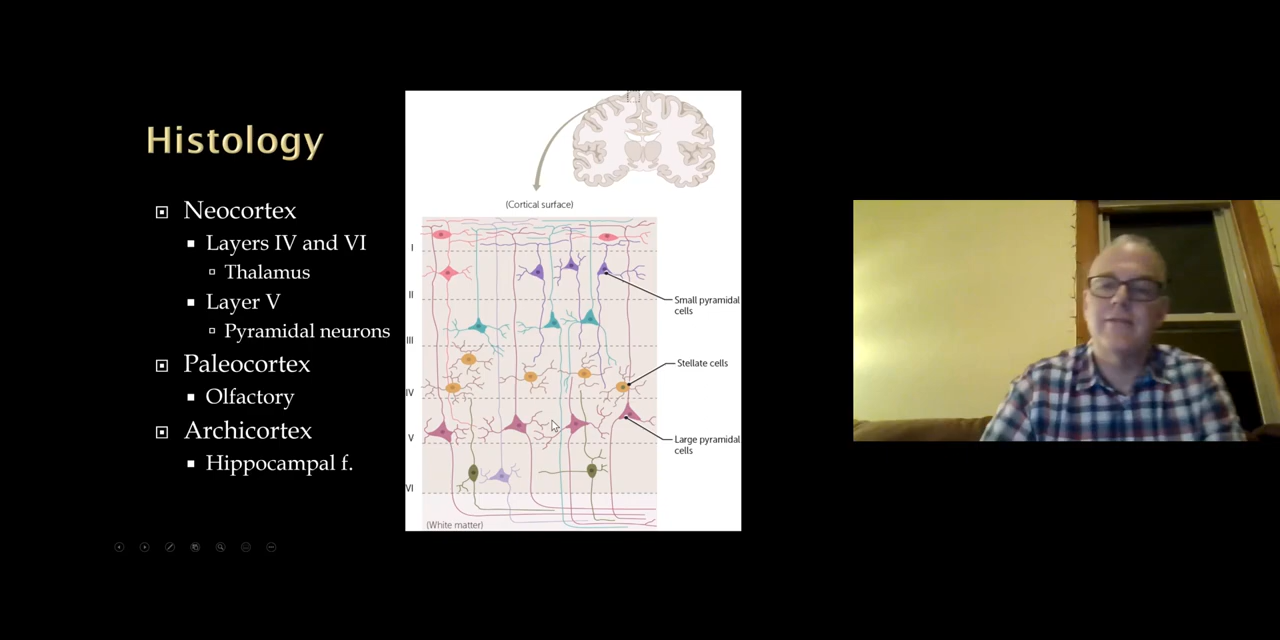 Histology
Neocortex
Layers IV and VI
Thalamus
Layer V
Pyramidal neurons
Paleocortex
Olfactory
Archicortex
Hippocampal f.
(Cortical surface)
I
II
Small pyramidal
cells
III
Stellate cells
IV
V
Large pyramidal
cells
VI
(White matter)